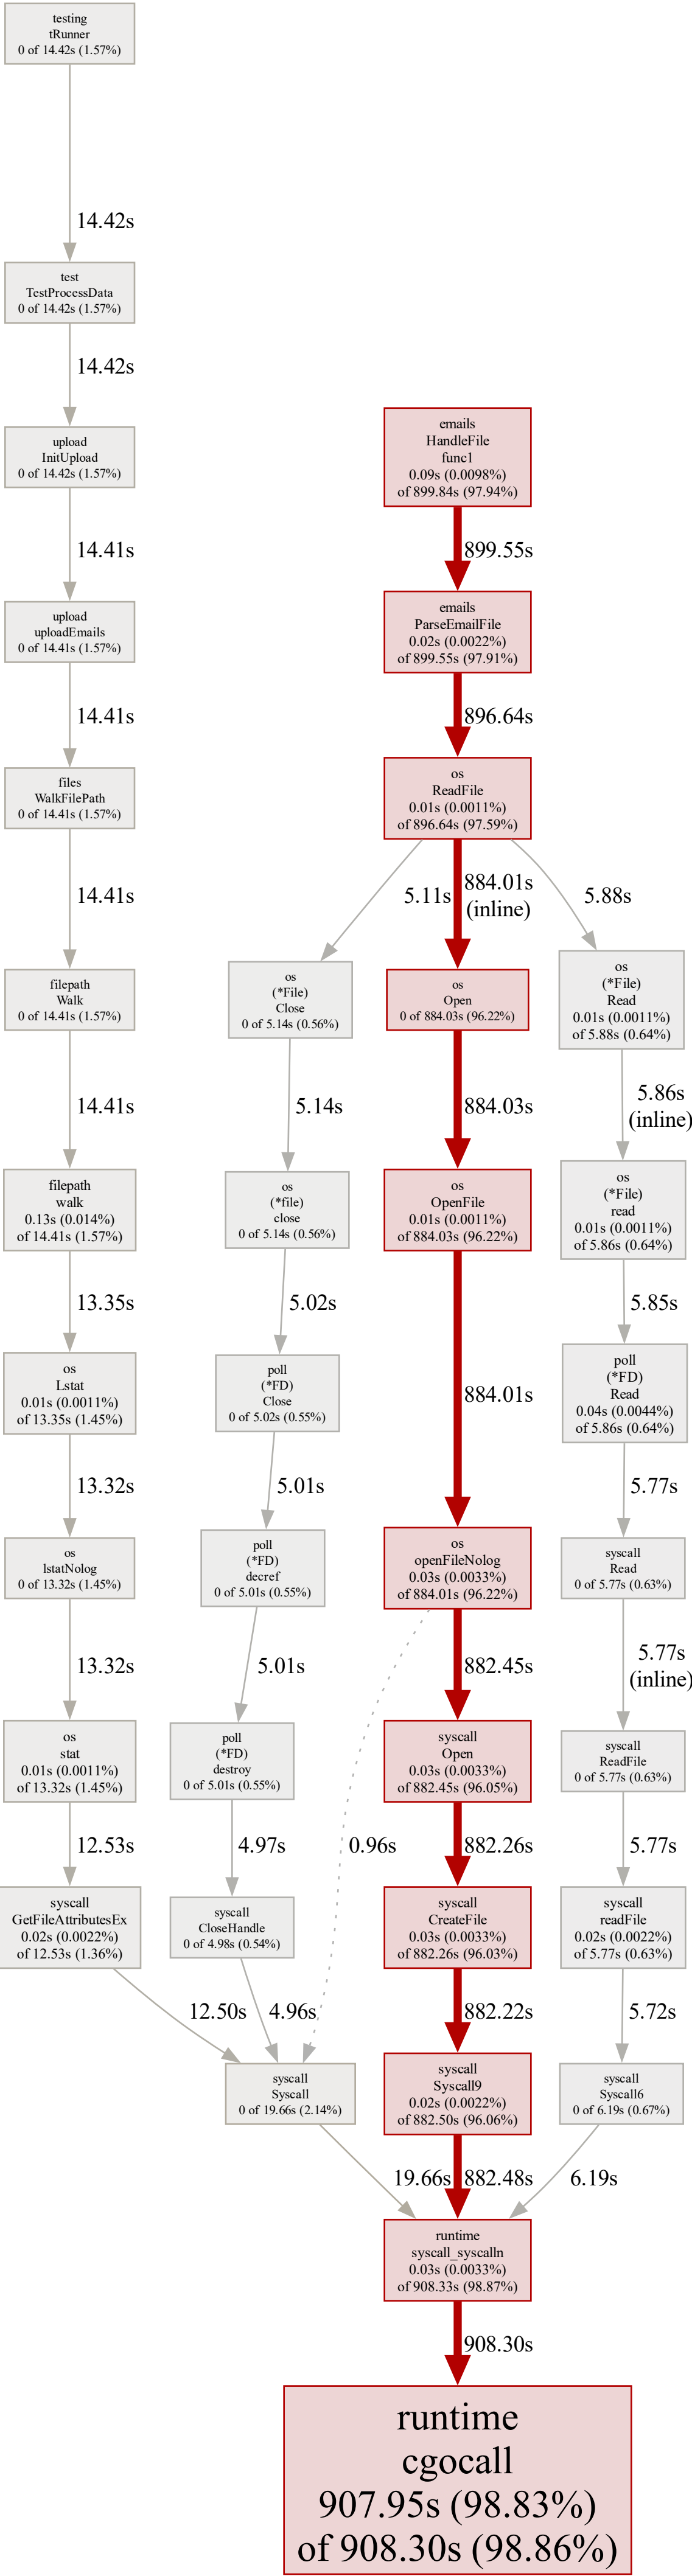 testing
tRunner
0 of 14.42s (1.57%)
14.42s
test
TestProcessData
0 of 14.42s (1.57%)
14.42s
upload
InitUpload
0 of 14.42s (1.57%)
14.41s
upload
uploadEmails
0 of 14.41s (1.57%)
14.41s
files
WalkFilePath
0 of 14.41s (1.57%)
14.41s
filepath
Walk
0 of 14.41s (1.57%)
14.41s
filepath
walk
0.13s (0.014%)
of 14.41s (1.57%)
13.35s
os
Lstat
0.01s (0.0011%)
of 13.35s (1.45%)
13.32s
os
lstatNolog
0 of 13.32s (1.45%)
13.32s
os
stat
0.01s (0.0011%)
of 13.32s (1.45%)
12.53s
syscall
GetFileAttributesEx
0.02s (0.0022%)
of 12.53s (1.36%)
12.50s
emails
HandleFile
func1
0.09s (0.0098%)
of 899.84s (97.94%)
899.55s
emails
ParseEmailFile
0.02s (0.0022%)
of 899.55s (97.91%)
896.64s
os
ReadFile
0.01s (0.0011%)
of 896.64s (97.59%)
5.11s
884.01s
(inline)
5.88s
os
(*File)
Close
0 of 5.14s (0.56%)
5.14s
os
(*file)
close
0 of 5.14s (0.56%)
5.02s
poll
(*FD)
Close
0 of 5.02s (0.55%)
5.01s
poll
(*FD)
decref
0 of 5.01s (0.55%)
5.01s
poll
(*FD)
destroy
0 of 5.01s (0.55%)
4.97s
syscall
CloseHandle
0 of 4.98s (0.54%)
4.96s
os
Open
0 of 884.03s (96.22%)
884.03s
os
OpenFile
0.01s (0.0011%)
of 884.03s (96.22%)
884.01s
os
openFileNolog
0.03s (0.0033%)
of 884.01s (96.22%)
0.96s
882.45s
syscall
Open
0.03s (0.0033%)
of 882.45s (96.05%)
882.26s
syscall
CreateFile
0.03s (0.0033%)
of 882.26s (96.03%)
882.22s
syscall
Syscall9
0.02s (0.0022%)
of 882.50s (96.06%)
882.48s
os
(*File)
Read
0.01s (0.0011%)
of 5.88s (0.64%)
5.86s
(inline)
os
(*File)
read
0.01s (0.0011%)
of 5.86s (0.64%)
5.85s
poll
(*FD)
Read
0.04s (0.0044%)
of 5.86s (0.64%)
5.77s
syscall
Read
0 of 5.77s (0.63%)
5.77s
(inline)
syscall
ReadFile
0 of 5.77s (0.63%)
5.77s
syscall
readFile
0.02s (0.0022%)
of 5.77s (0.63%)
5.72s
syscall
Syscall6
0 of 6.19s (0.67%)
6.19s
syscall
Syscall
0 of 19.66s (2.14%)
19.66s
runtime
syscall_syscalln
0.03s (0.0033%)
of 908.33s (98.87%)
908.30s
runtime
cgocall
907.95s (98.83%)
of 908.30s (98.86%)